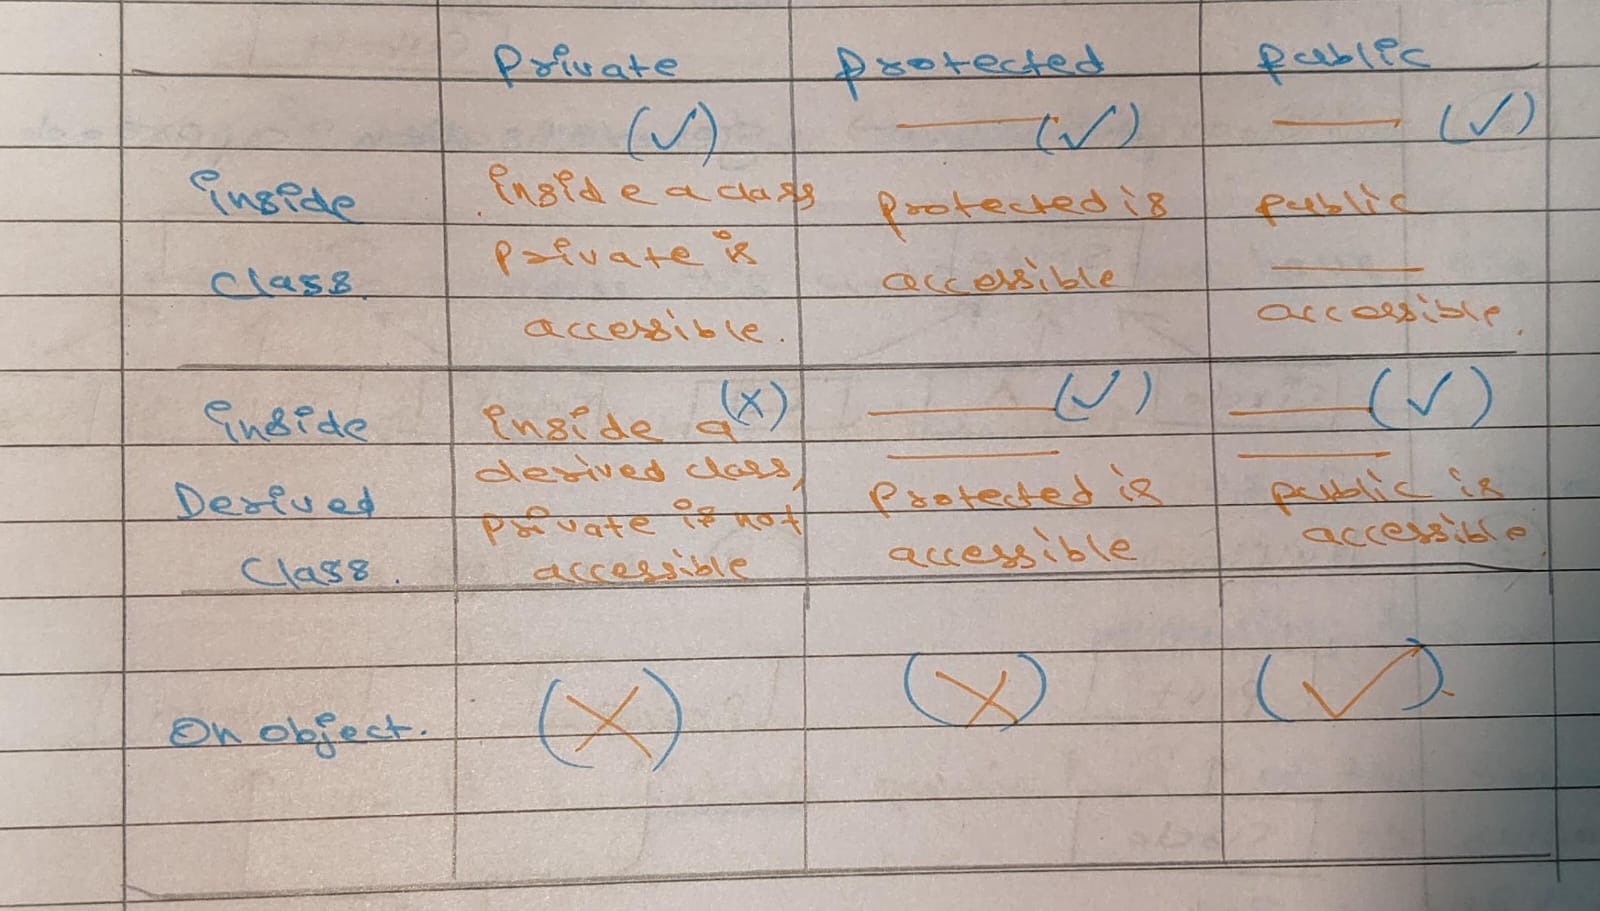 Private protected public
(✓) —(✓) — (✓)
inside inside a class protected is public
class. private is accessible —
accessible. accessible.
inside inside a (x) —(✓) —(✓)
Derived derived class, — —
Class. private is not protected is public is
accessible accessible accessible.
On object. (X) (X) (✓).